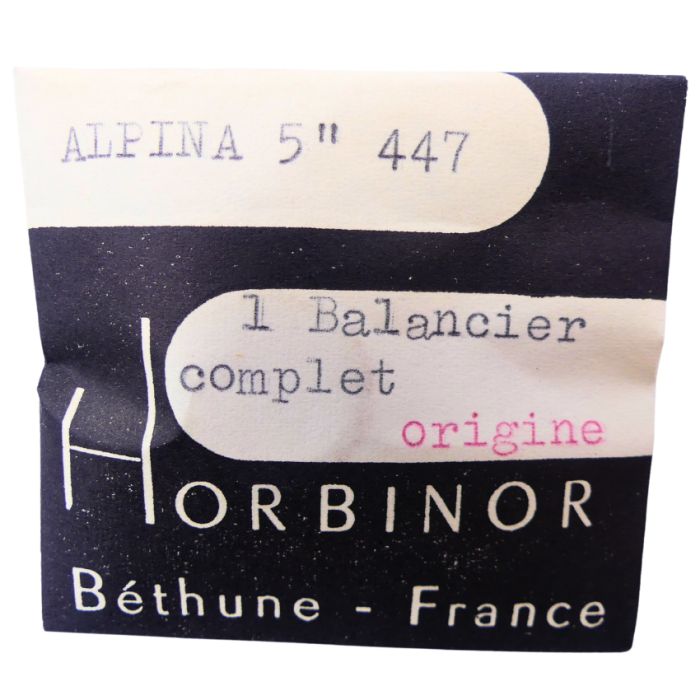 ALPINA 5" 447
1 Balancier
complet
origine
HORBINOR
Béthune - France